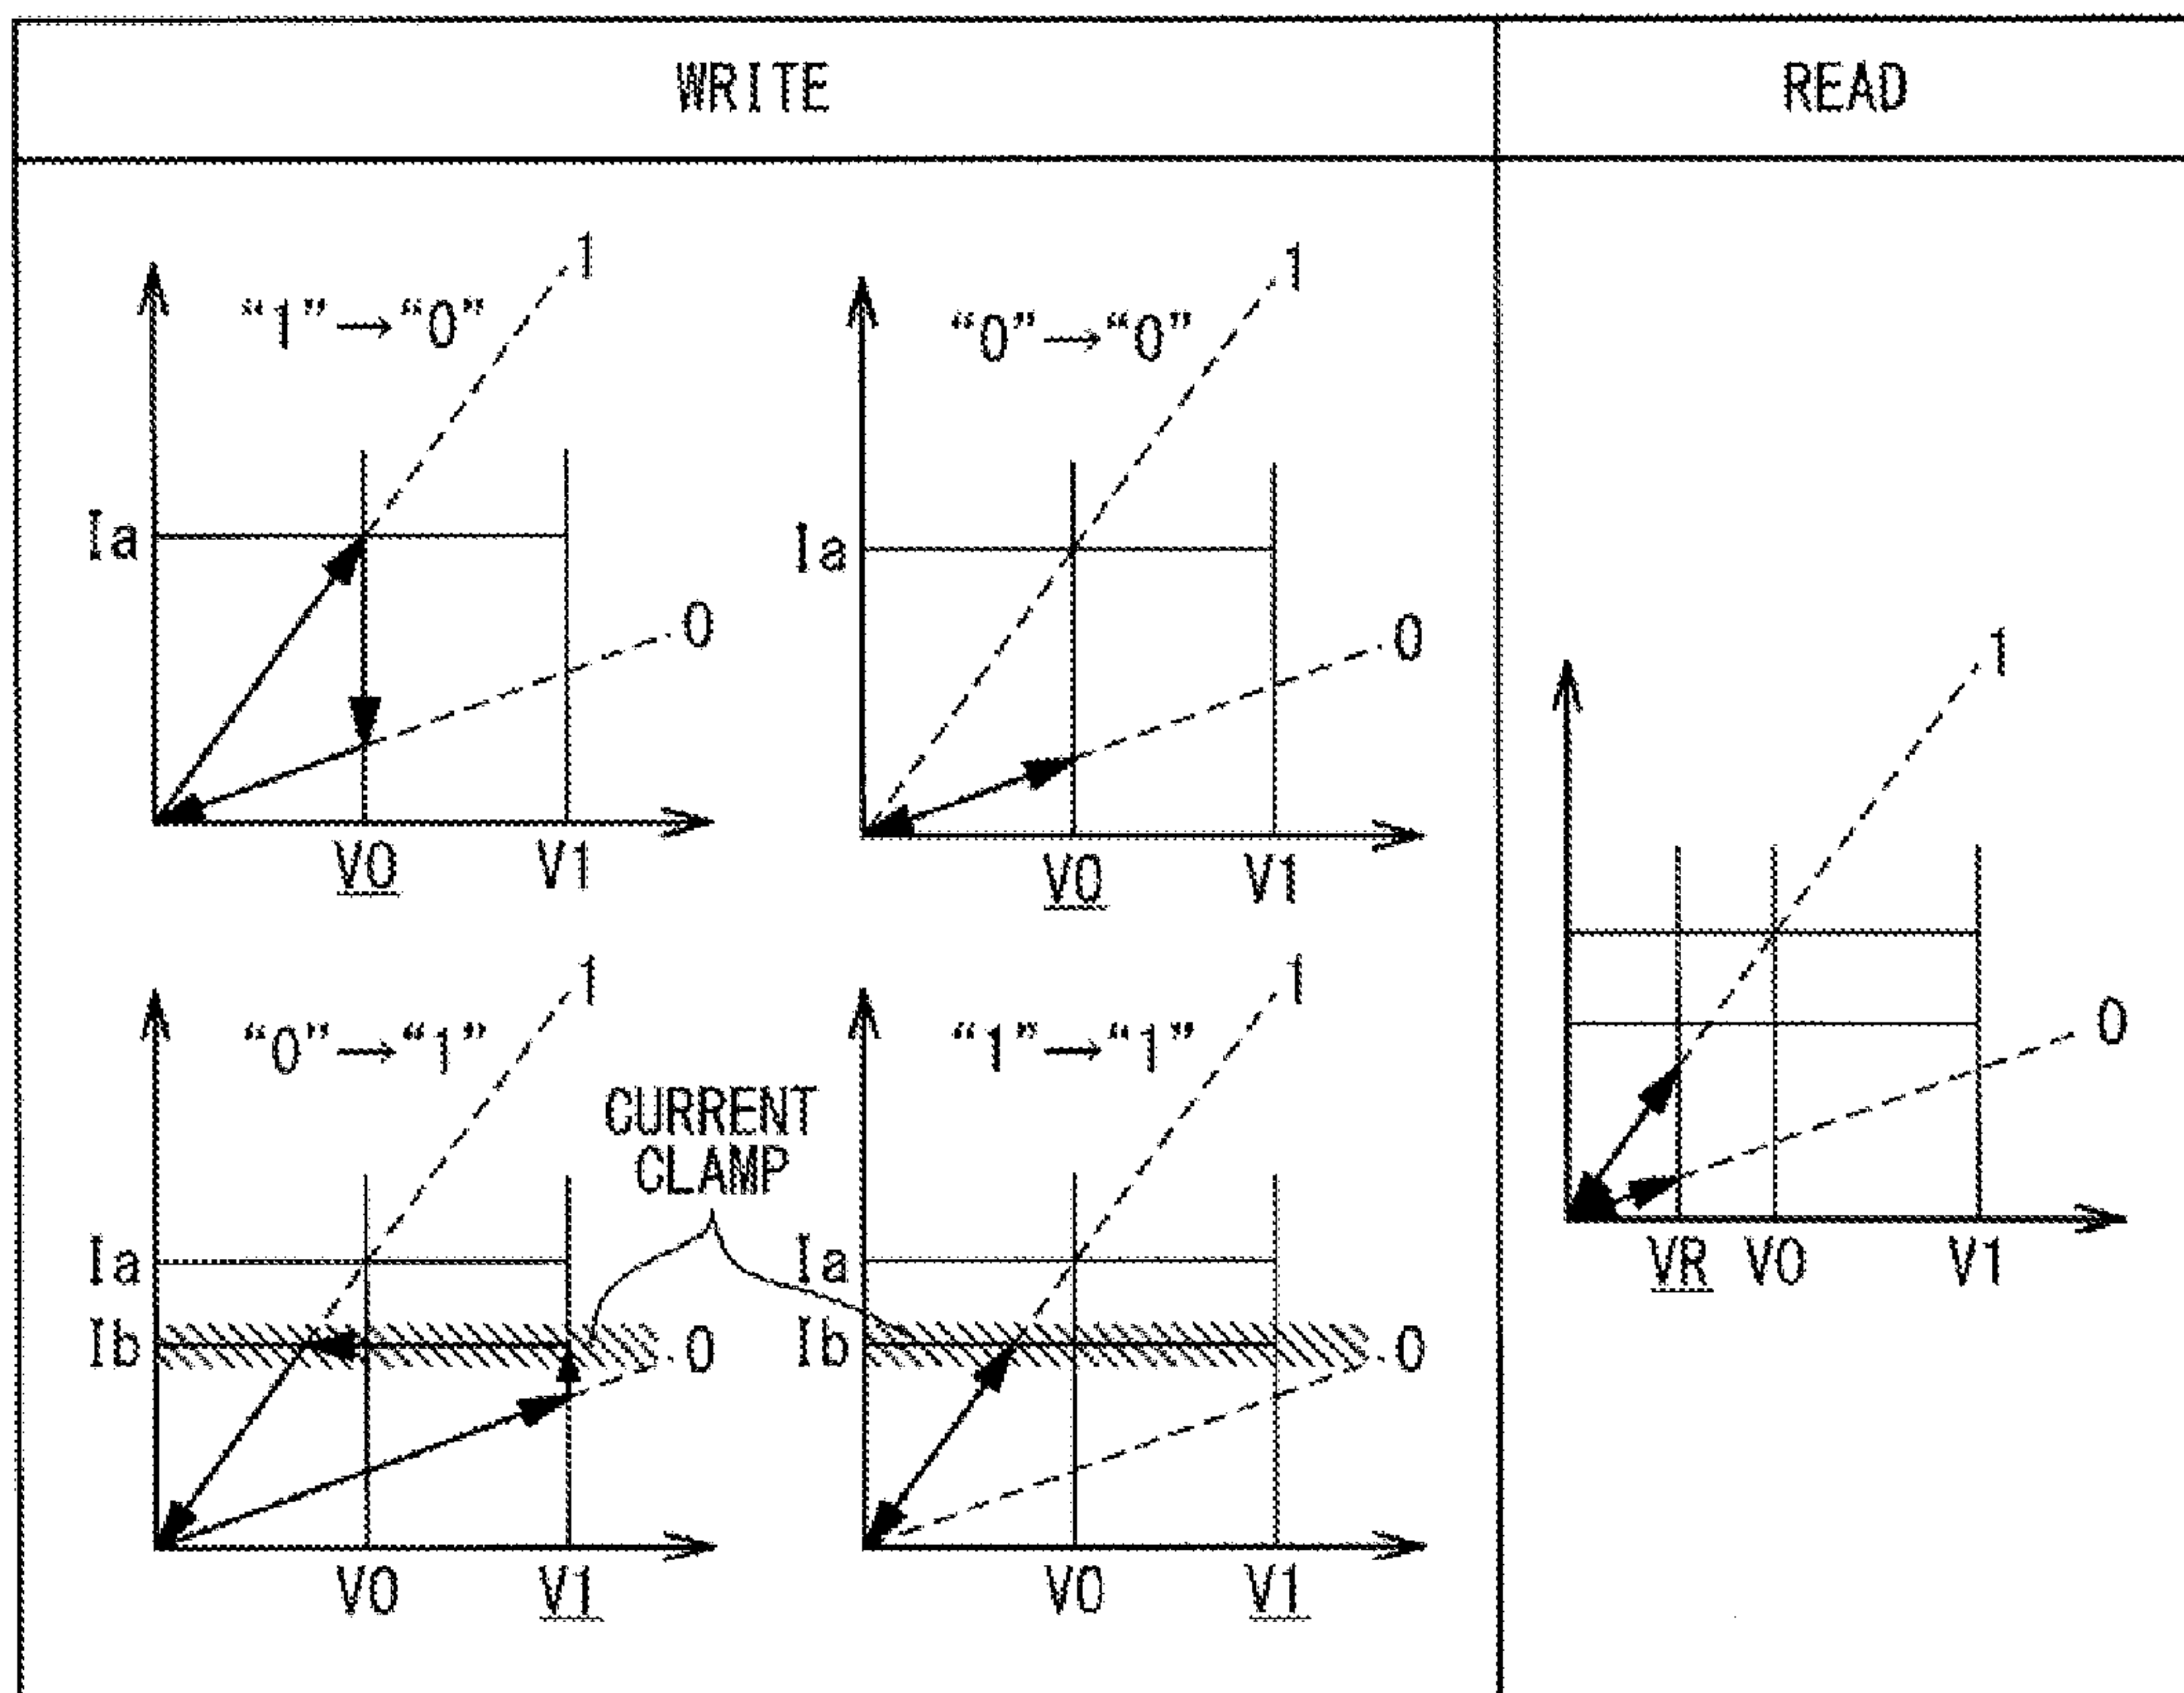 WRITE
READ
“1”→“0”
1
Ia
0
V0
V1
“0”→“0”
1
Ia
0
V0
V1
“0”→“1”
1
CURRENT
CLAMP
Ia
Ib
0
V0
V1
“1”→“1”
1
Ia
Ib
0
V0
V1
1
0
VR
V0
V1